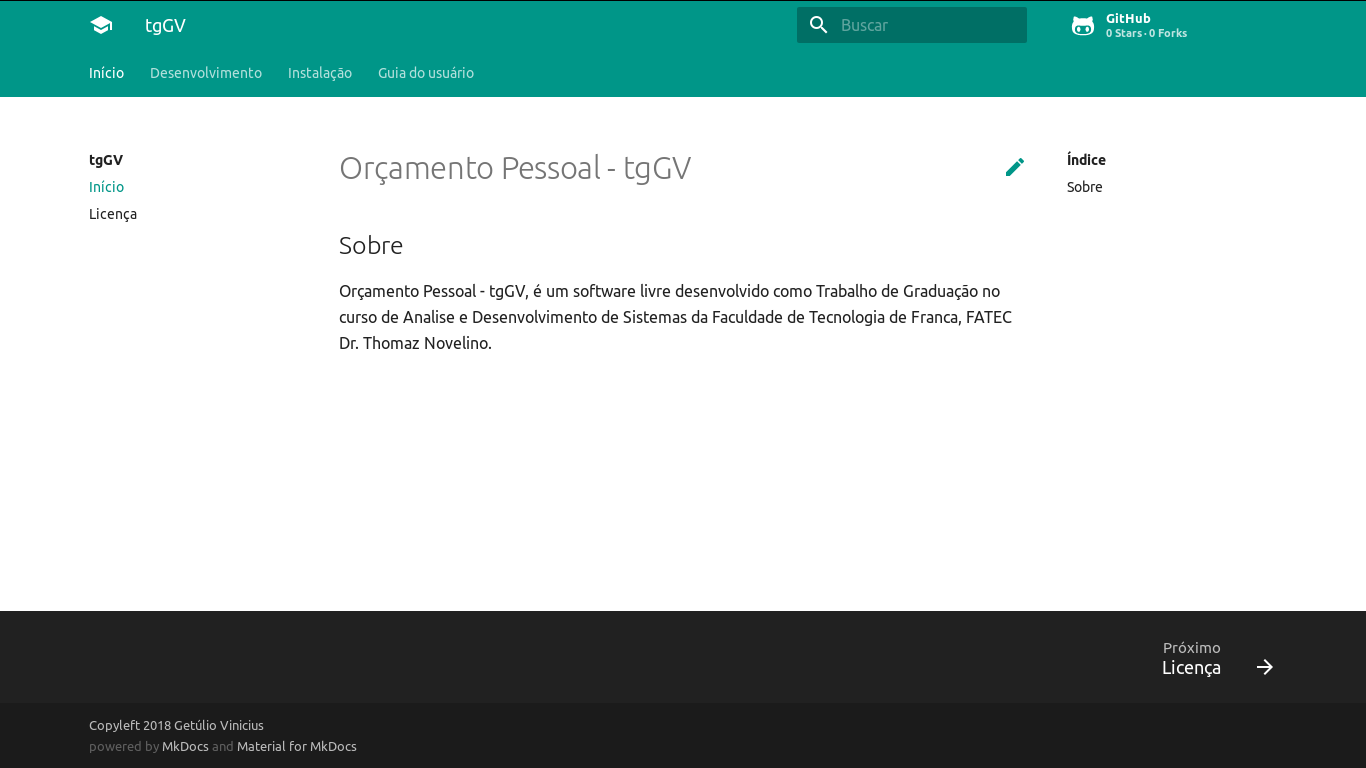 tgGV
Buscar
GitHub
0 Stars · 0 Forks
Início
Desenvolvimento
Instalação
Guia do usuário
tgGV
Início
Licença
Orçamento Pessoal - tgGV
Sobre
Orçamento Pessoal - tgGV, é um software livre desenvolvido como Trabalho de Graduação no
curso de Analise e Desenvolvimento de Sistemas da Faculdade de Tecnologia de Franca, FATEC
Dr. Thomaz Novelino.
Índice
Sobre
Próximo
Licença
Copyleft 2018 Getúlio Vinicius
powered by MkDocs and Material for MkDocs